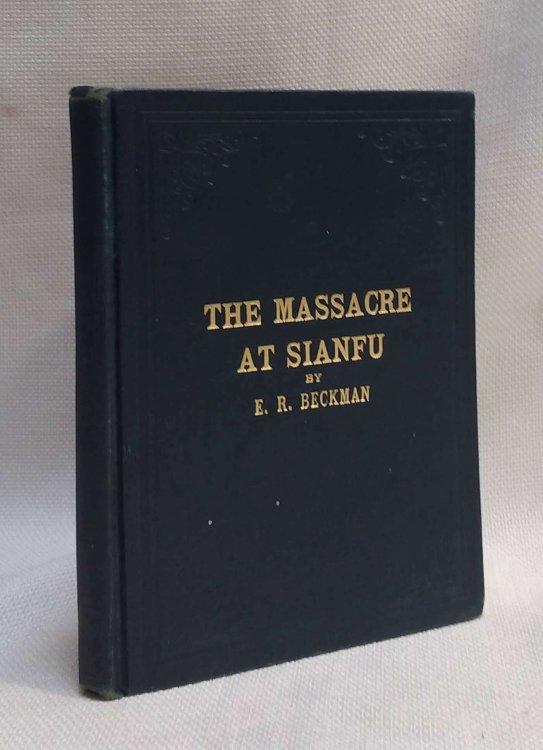 THE MASSACRE
AT SIANFU
BY
E. R. BECKMAN